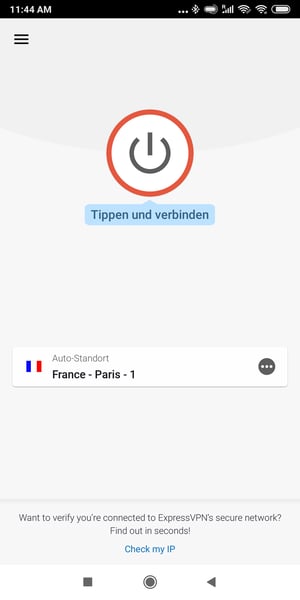 11:44 AM
Tippen und verbinden
Auto-Standort
France - Paris - 1
Want to verify you're connected to ExpressVPN's secure network?
Find out in seconds!
Check my IP